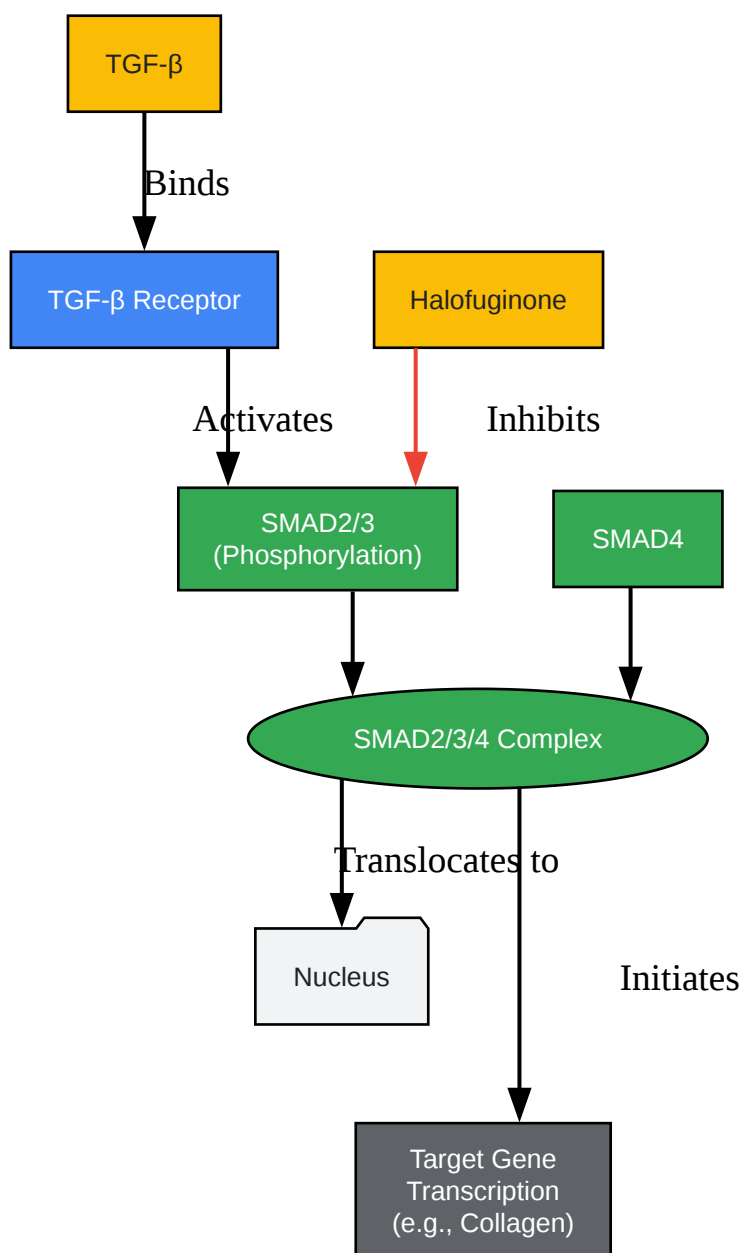 TGF-β
Binds
TGF-β Receptor
Halofuginone
Activates
Inhibits
SMAD2/3
(Phosphorylation)
SMAD4
SMAD2/3/4 Complex
Translocates to
Nucleus
Initiates
Target Gene
Transcription
(e.g., Collagen)